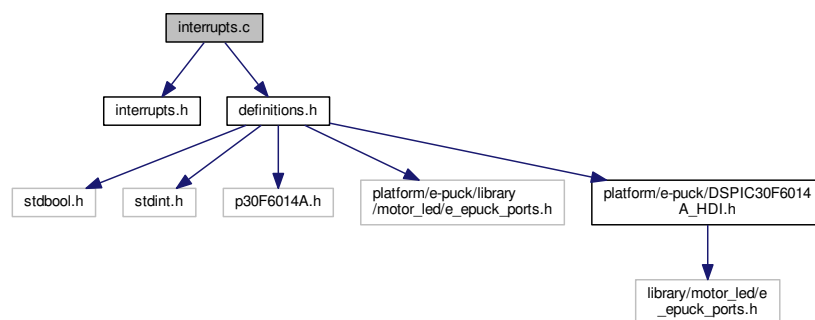 interrupts.c
interrupts.h
definitions.h
stdbool.h
stdint.h
p30F6014A.h
platform/e-puck/library
/motor_led/e_epuck_ports.h
platform/e-puck/DSPIC30F6014
A_HDI.h
library/motor_led/e
_epuck_ports.h